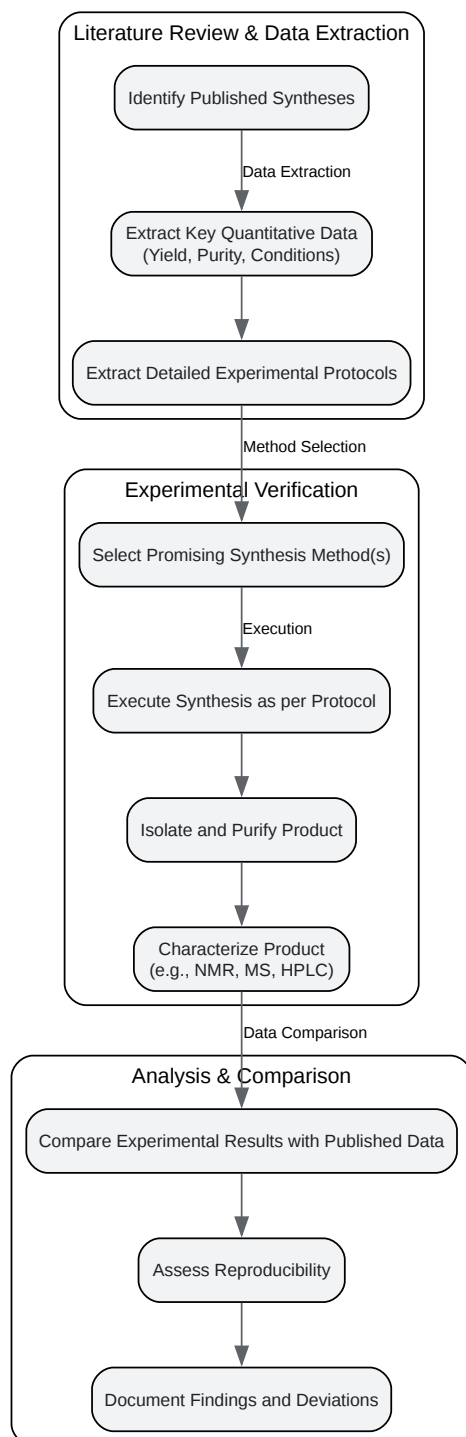 Literature Review & Data Extraction
Identify Published Syntheses
Data Extraction
Extract Key Quantitative Data
(Yield, Purity, Conditions)
Extract Detailed Experimental Protocols
Method Selection
Experimental Verification
Select Promising Synthesis Method(s)
Execution
Execute Synthesis as per Protocol
Isolate and Purify Product
Characterize Product
(e.g., NMR, MS, HPLC)
Data Comparison
Analysis & Comparison
Compare Experimental Results with Published Data
Assess Reproducibility
Document Findings and Deviations